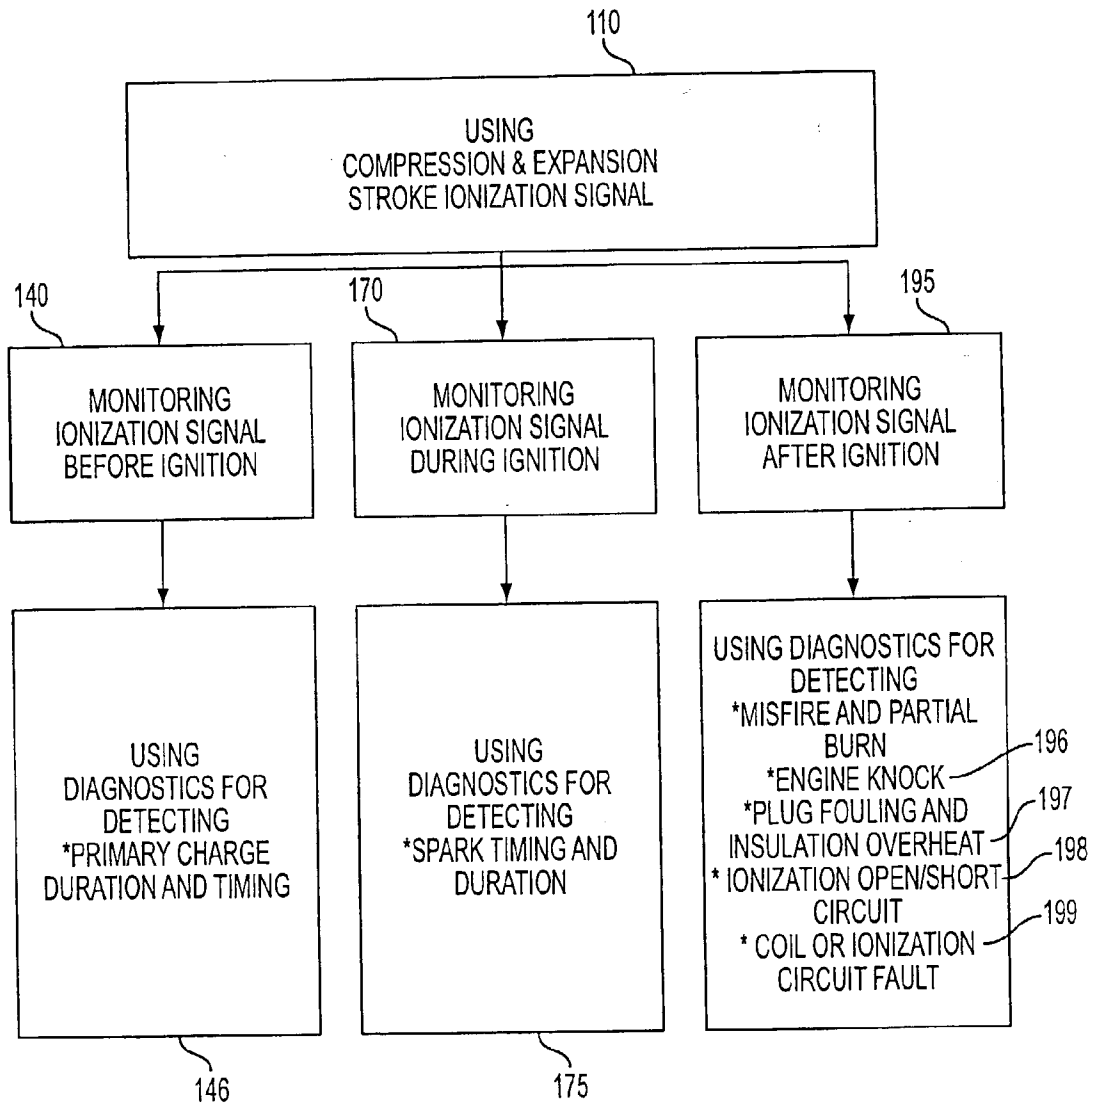 110
USING
COMPRESSION & EXPANSION
STROKE IONIZATION SIGNAL
140
MONITORING
IONIZATION SIGNAL
BEFORE IGNITION
170
MONITORING
IONIZATION SIGNAL
DURING IGNITION
195
MONITORING
IONIZATION SIGNAL
AFTER IGNITION
USING
DIAGNOSTICS FOR
DETECTING
*PRIMARY CHARGE
DURATION AND TIMING
146
USING
DIAGNOSTICS FOR
DETECTING
*SPARK TIMING AND
DURATION
175
USING DIAGNOSTICS FOR
DETECTING
*MISFIRE AND PARTIAL
BURN
*ENGINE KNOCK
196
*PLUG FOULING AND
INSULATION OVERHEAT
197
* IONIZATION OPEN/SHORT
CIRCUIT
198
* COIL OR IONIZATION
CIRCUIT FAULT
199